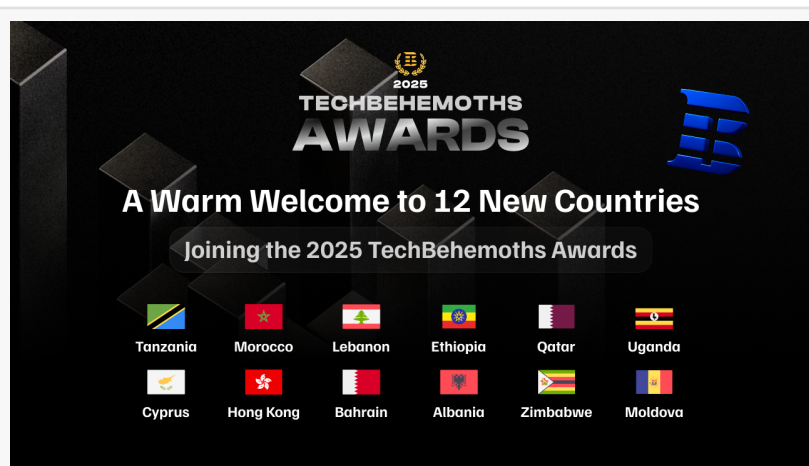 2025
TECHBEHEMOTHS
AWARDS
A Warm Welcome to 12 New Countries
Joining the 2025 TechBehemoths Awards
Tanzania Morocco Lebanon Ethiopia Qatar Uganda
Cyprus Hong Kong Bahrain Albania Zimbabwe Moldova